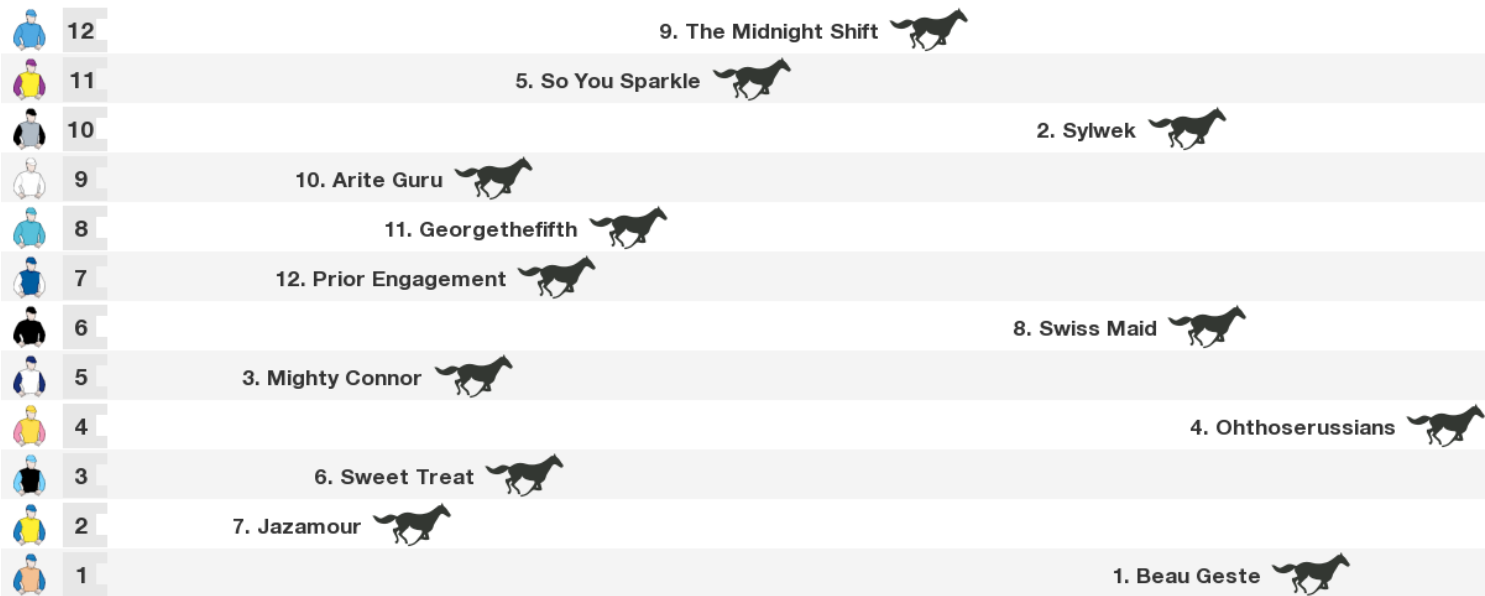 12 9. The Midnight Shift
11 5. So You Sparkle
10 2. Sylwek
9 10. Arite Guru
8 11. Georgethefifth
7 12. Prior Engagement
6 8. Swiss Maid
5 3. Mighty Connor
4 4. Ohthoserussians
3 6. Sweet Treat
2 7. Jazamour
1 1. Beau Geste